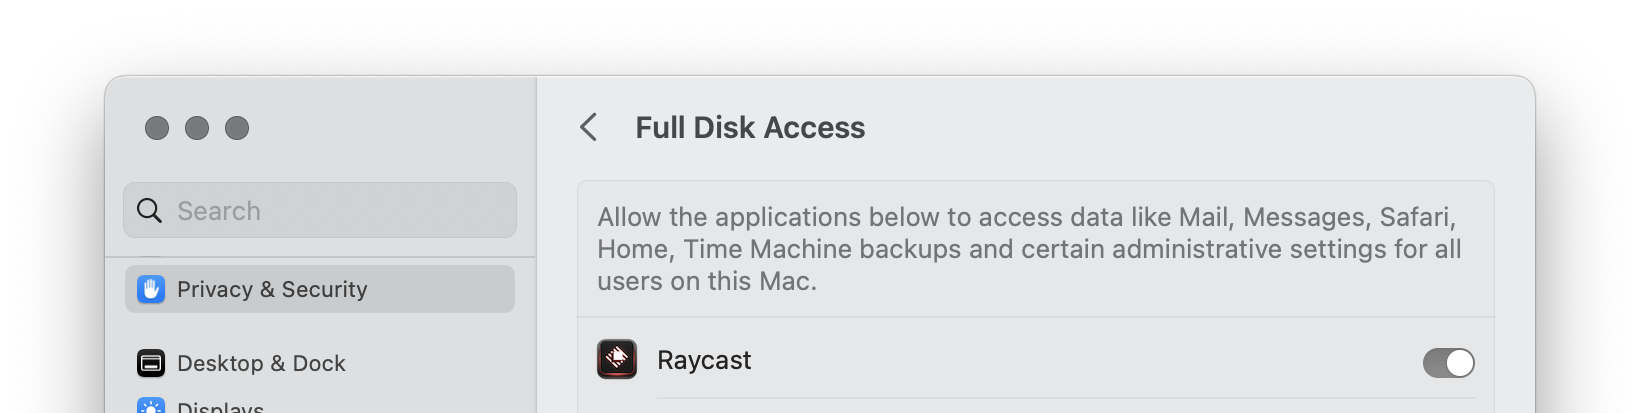 Full Disk Access
Search
Allow the applications below to access data like Mail, Messages, Safari,
Home, Time Machine backups and certain administrative settings for all
users on this Mac.
Privacy & Security
Raycast
Desktop & Dock
Displays